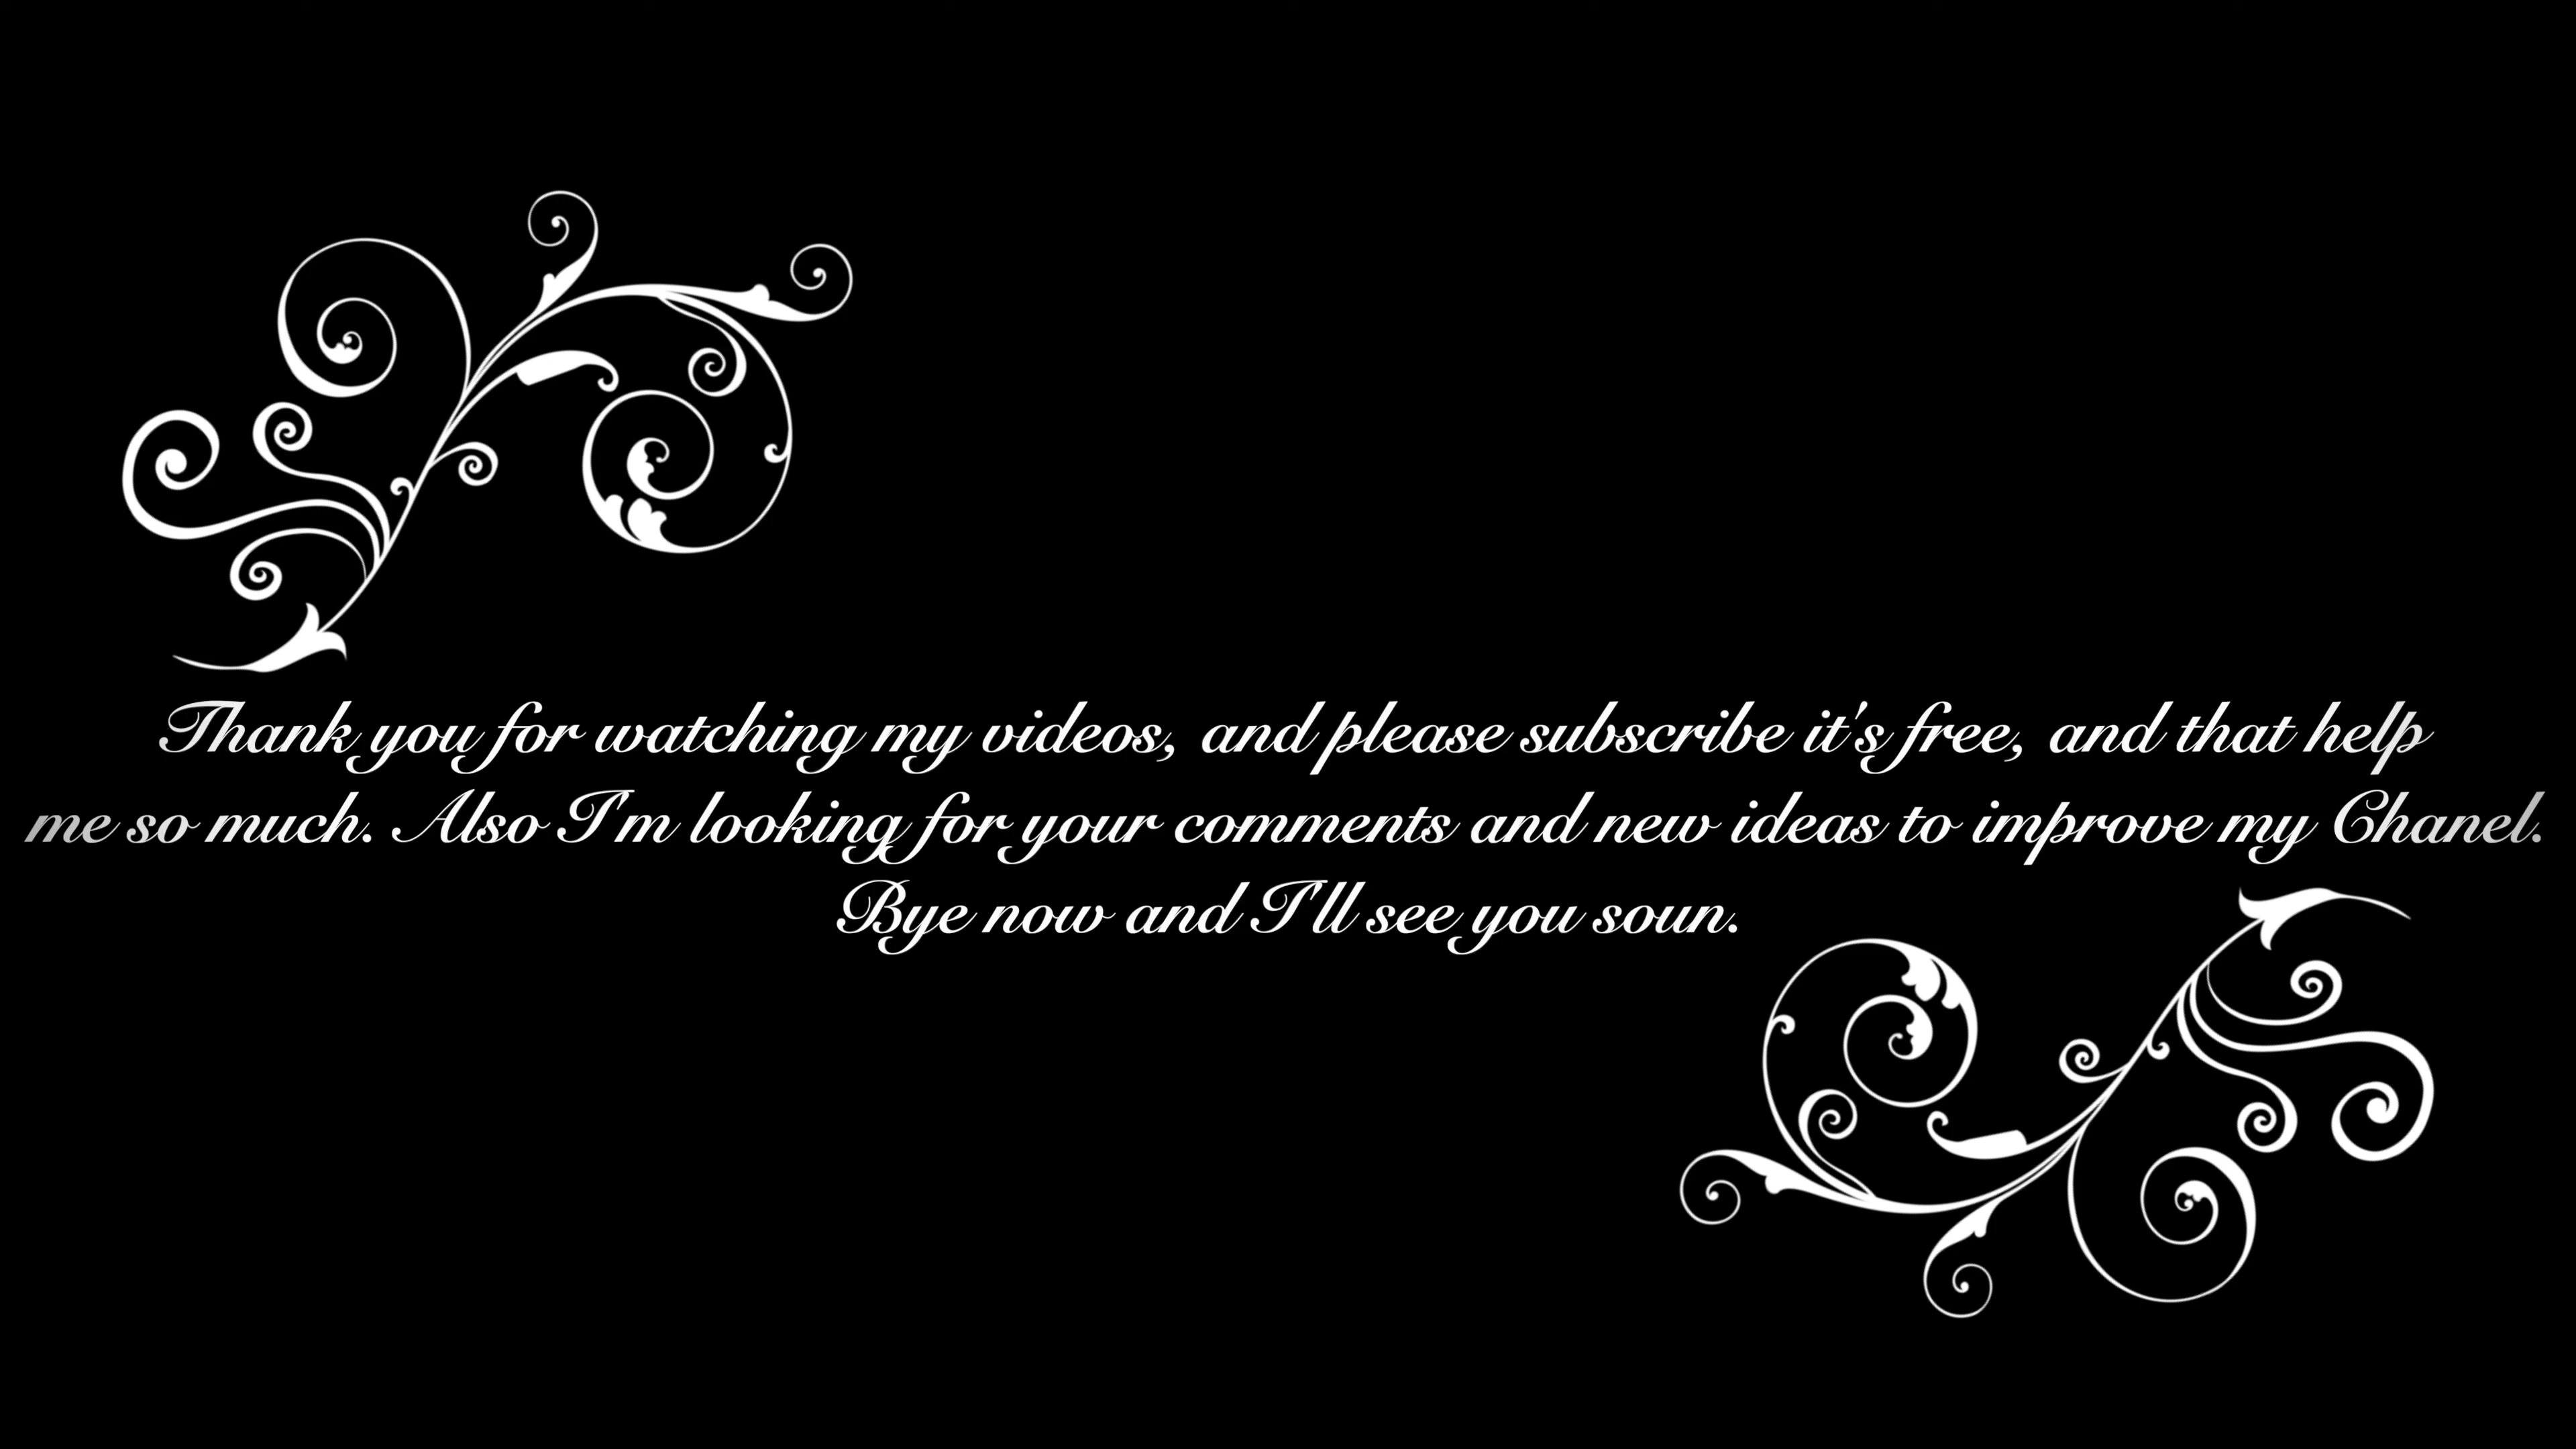 Thank you for watching my videos, and please subscribe it's free, and that help
me so much. Also I'm looking for your comments and new ideas to improve my Chanel.
Bye now and I'll see you soun.